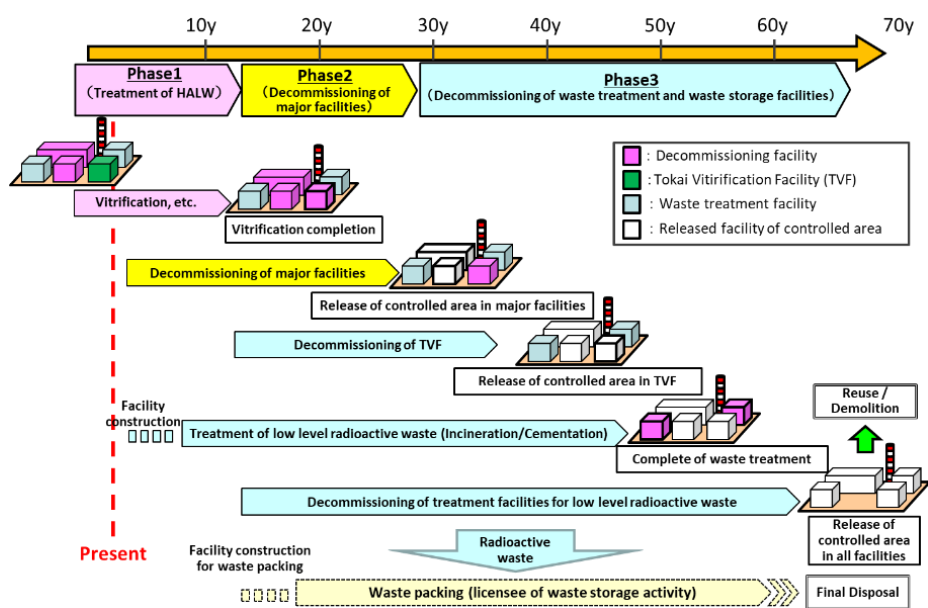 10y 20y 30y 40y 50y 60y 70y
Phase1
(Treatment of HALW)
Phase2
(Decommissioning of
major facilities)
Phase3
(Decommissioning of waste treatment and waste storage facilities)
: Decommissioning facility
: Tokai Vitirification Facility (TVF)
: Waste treatment facility
: Released facility of controlled area
Vitrification, etc.
Vitrification completion
Decommissioning of major facilities
Release of controlled area in major facilities
Decommissioning of TVF
Release of controlled area in TVF
Facility
construction
Treatment of low level radioactive waste (Incineration/Cementation)
Complete of waste treatment
Reuse /
Demolition
Decommissioning of treatment facilities for low level radioactive waste
Release of
controlled area
in all facilities
Present
Radioactive
waste
Facility construction
for waste packing
Waste packing (licensee of waste storage activity)
Final Disposal